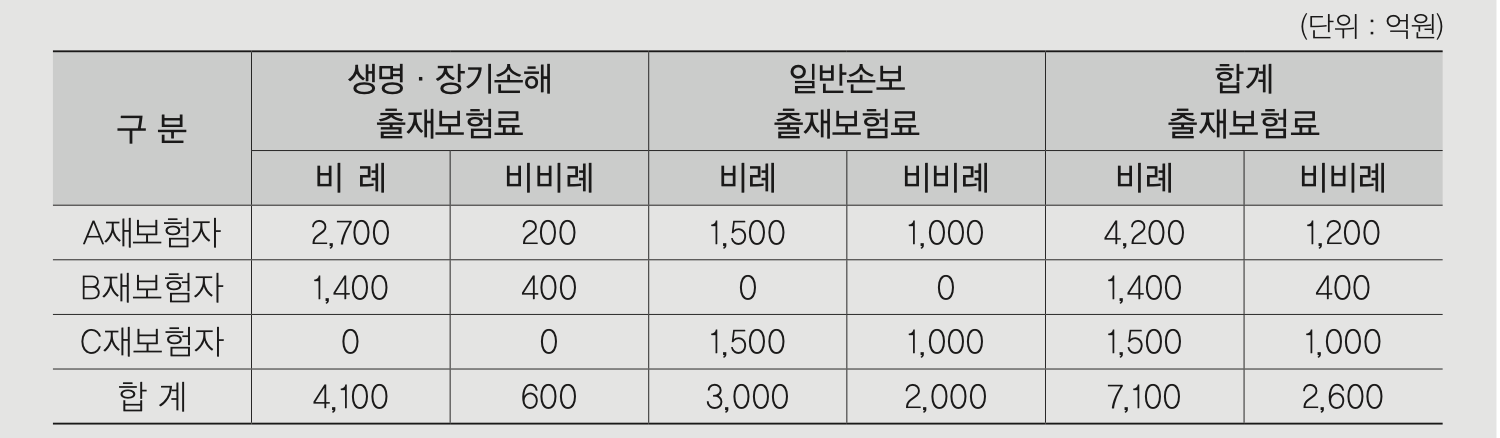 (단위 : 억원)
구 분 생명 · 장기손해 출재보험료 일반손보 출재보험료 합계 출재보험료
비 례 비비례 비례 비비례 비례 비비례
A재보험자 2,700 200 1,500 1,000 4,200 1,200
B재보험자 1,400 400 0 0 1,400 400
C재보험자 0 0 1,500 1,000 1,500 1,000
합 계 4,100 600 3,000 2,000 7,100 2,600